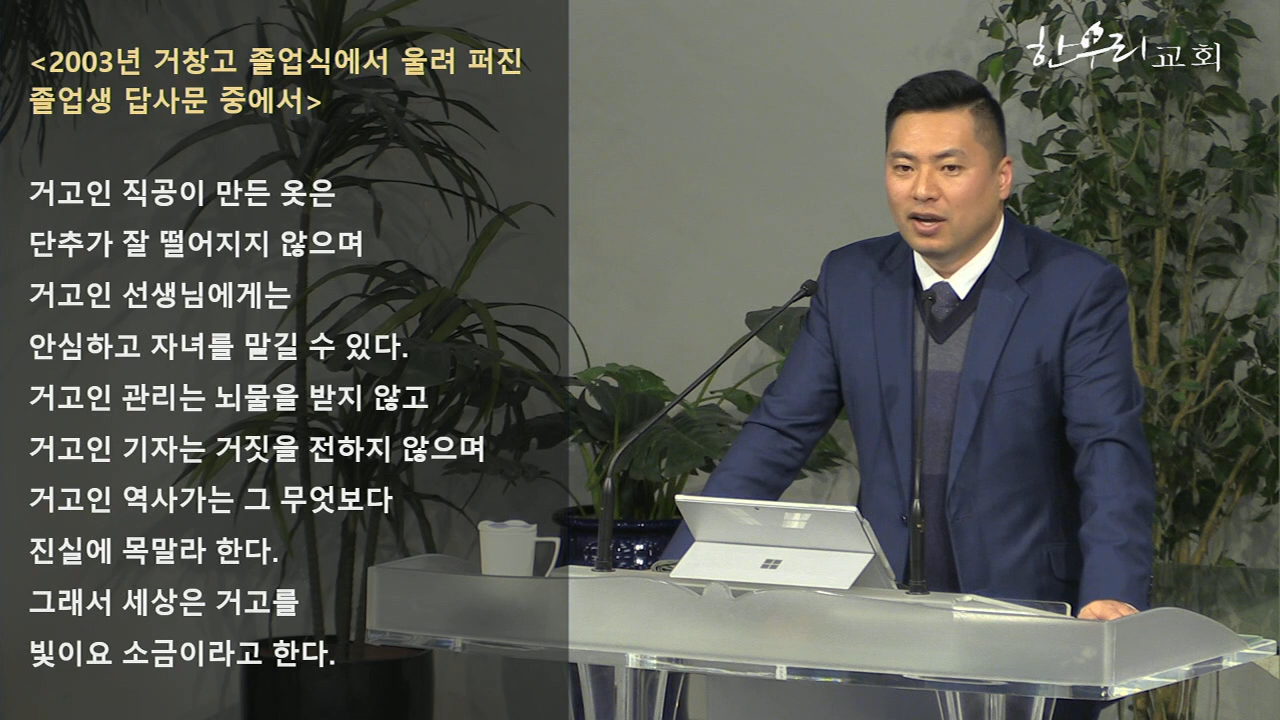 <2003년 거창고 졸업식에서 울려 퍼진
졸업생 답사문 중에서>
거고인 직공이 만든 옷은
단추가 잘 떨어지지 않으며
거고인 선생님에게는
안심하고 자녀를 맡길 수 있다.
거고인 관리는 뇌물을 받지 않고
거고인 기자는 거짓을 전하지 않으며
거고인 역사가는 그 무엇보다
진실에 목말라 한다.
그래서 세상은 거고를
빛이요 소금이라고 한다.
한우리교회